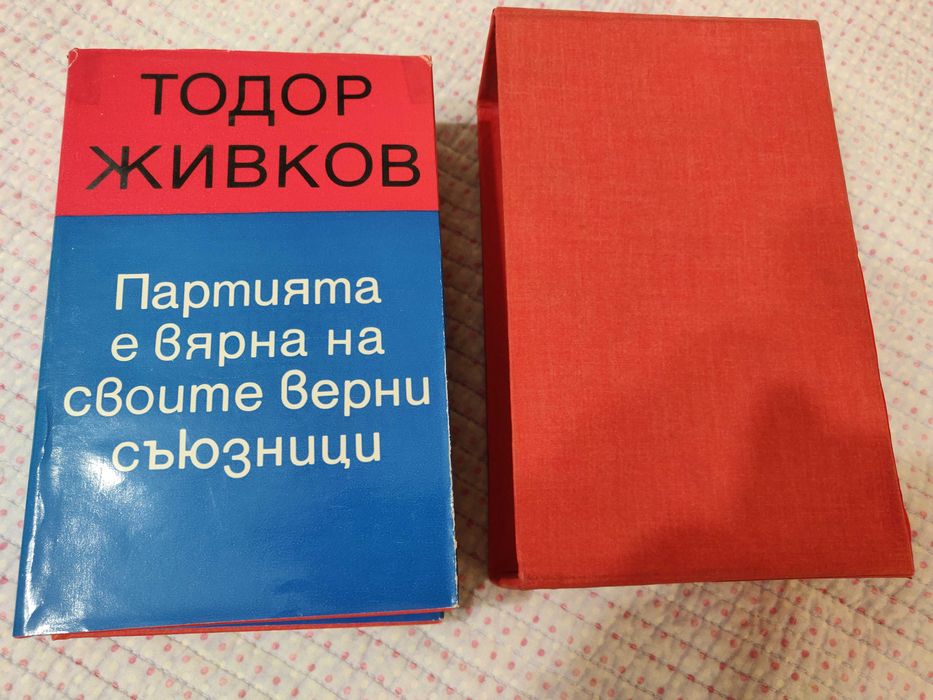 ТОДОР
ЖИВКОВ
Партията
е вярна на
своите верни
съюзници